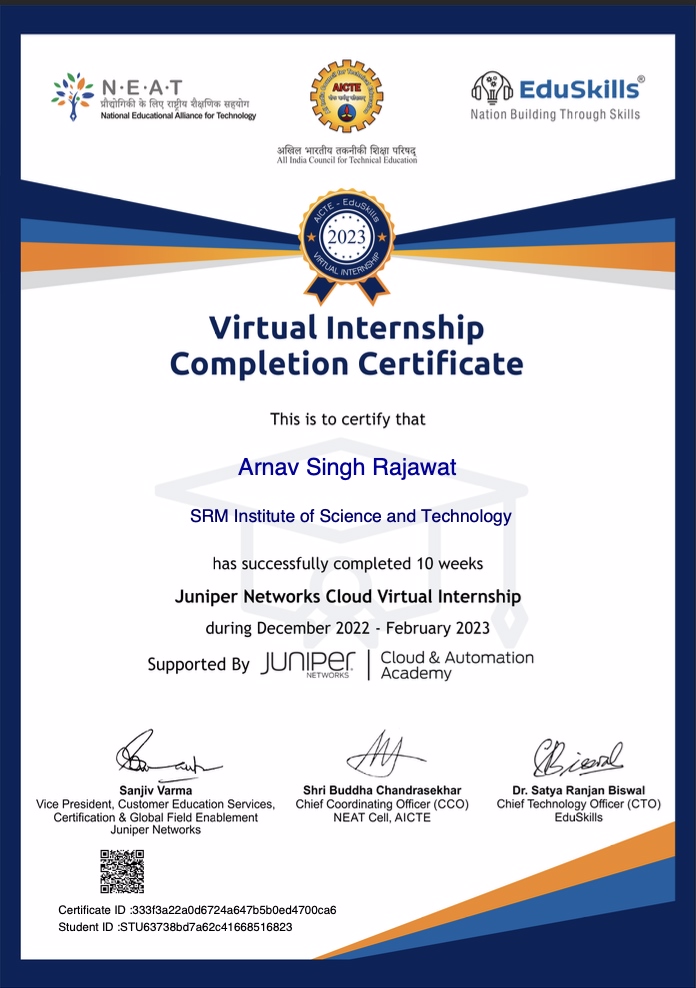 N·E·A·T
प्रौद्योगिकी के लिए राष्ट्रीय शैक्षणिक सहयोग
National Educational Alliance for Technology
AICTE
अखिल भारतीय तकनीकी शिक्षा परिषद्
All India Council for Technical Education
EduSkills®
Nation Building Through Skills
AICTE - EduSkills
2023
VIRTUAL INTERNSHIP
Virtual Internship
Completion Certificate
This is to certify that
Arnav Singh Rajawat
SRM Institute of Science and Technology
has successfully completed 10 weeks
Juniper Networks Cloud Virtual Internship
during December 2022 - February 2023
Supported By JUNIPER NETWORKS | Cloud & Automation Academy
Sanjiv Varma
Vice President, Customer Education Services,
Certification & Global Field Enablement
Juniper Networks
Shri Buddha Chandrasekhar
Chief Coordinating Officer (CCO)
NEAT Cell, AICTE
Dr. Satya Ranjan Biswal
Chief Technology Officer (CTO)
EduSkills
Certificate ID :333f3a22a0d6724a647b5b0ed4700ca6
Student ID :STU63738bd7a62c41668516823